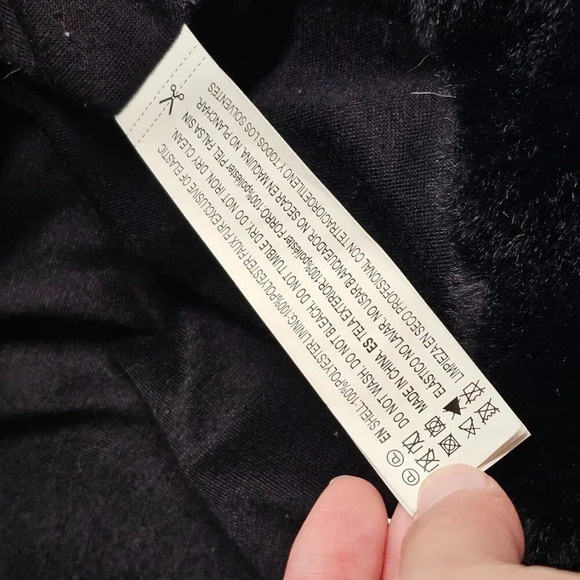 EN SHELL:100%POLYESTER LINING:100%POLYESTER FAUX FUR EXCLUSIVE OF ELASTIC
DO NOT WASH. DO NOT BLEACH. DO NOT TUMBLE DRY. DO NOT IRON. DRY CLEAN.
MADE IN CHINA. ES TELA EXTERIOR:100%poliester FORRO:100%poliester PIEL FALSA SIN
ELASTICO NO LAVAR. NO USAR BLANQUEADOR. NO SECAR EN MAQUINA. NO PLANCHAR.
LIMPIEZA EN SECO PROFESIONAL CON TETRACOROETILENO Y TODOS LOS SOLVENTES
P P